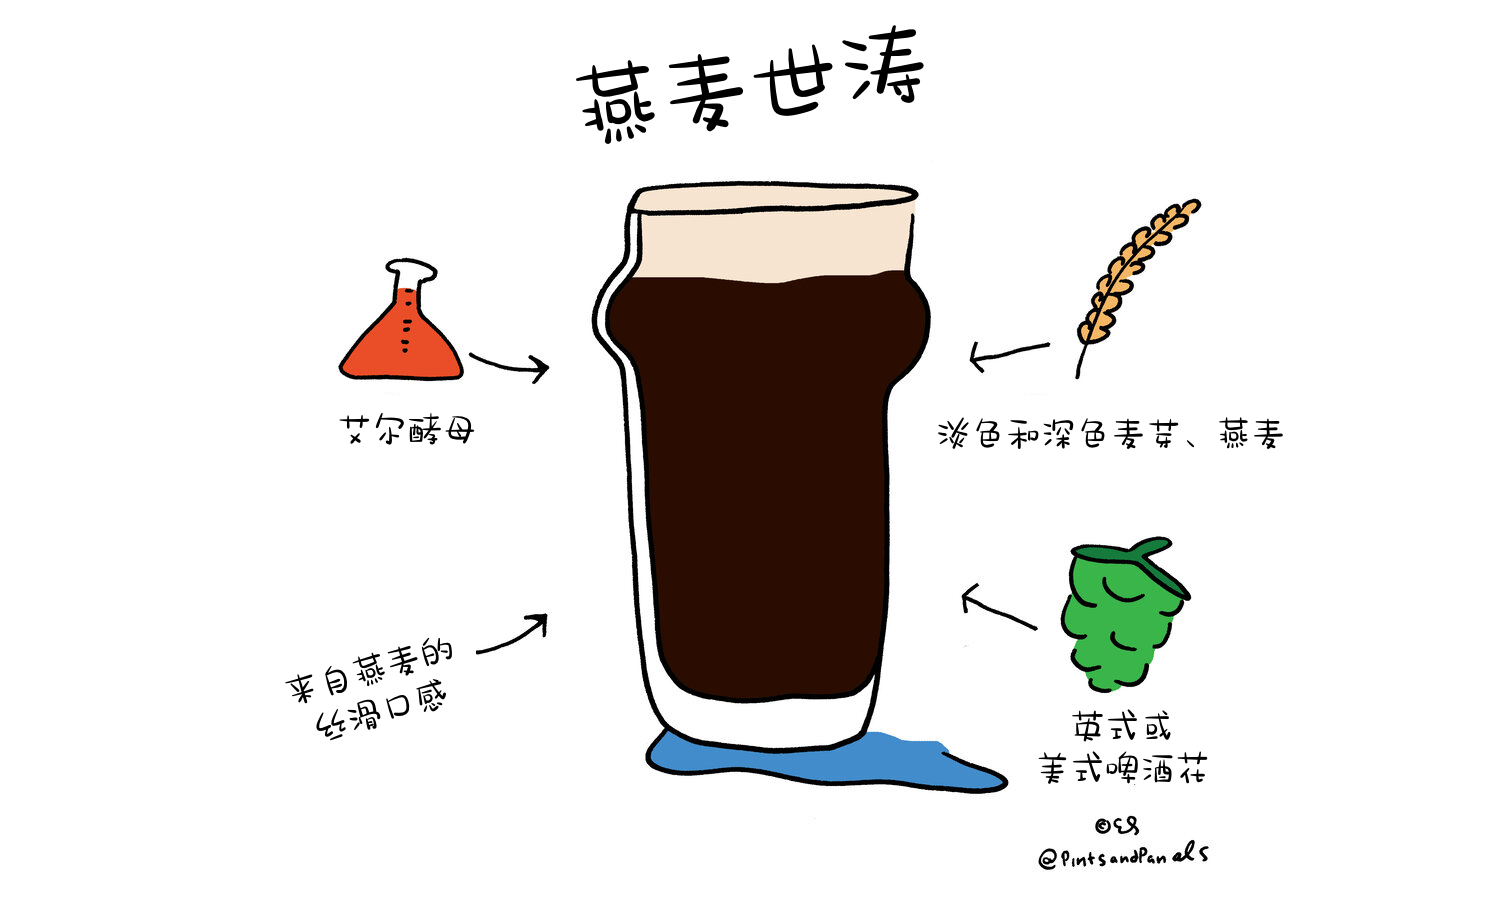 燕麦世涛
艾尔酵母
淡色和深色麦芽、燕麦
来自燕麦的
丝滑口感
英式或
美式啤酒花
©ES
@PintsandPanels